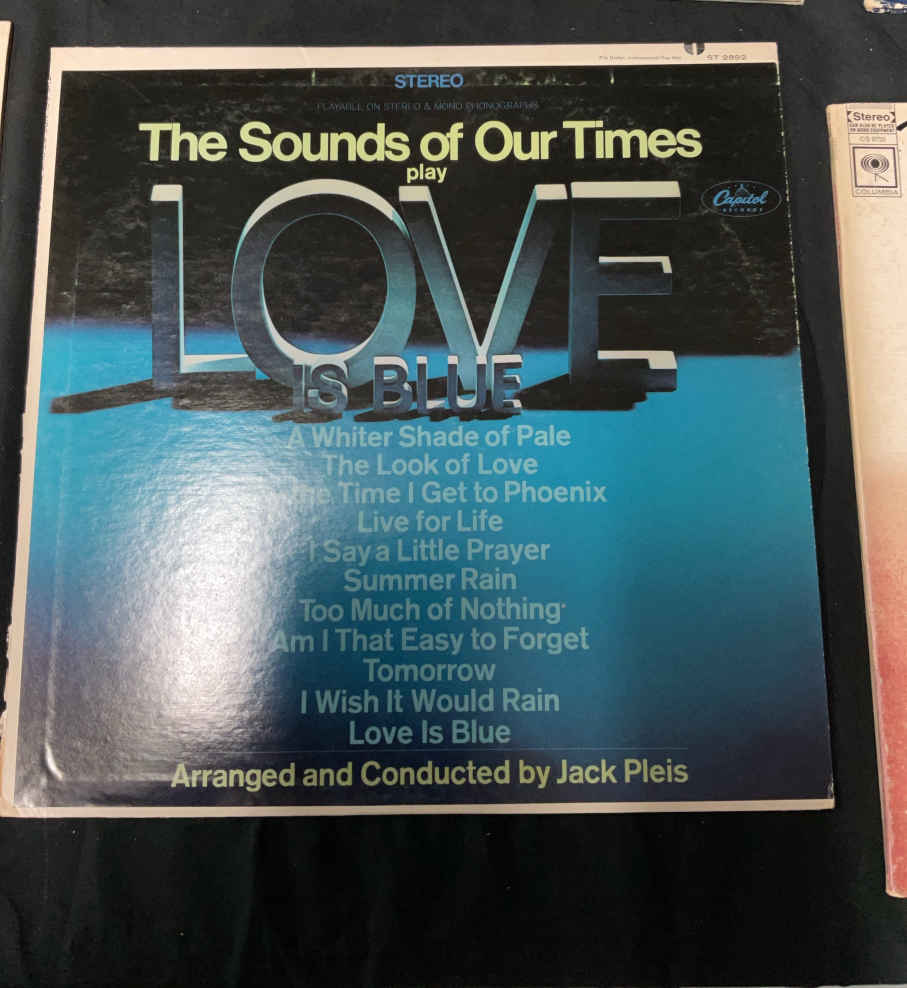 ST 2892
STEREO
PLAYABLE ON STEREO & MONO PHONOGRAPHS
The Sounds of Our Times
play
Capitol
RECORDS
LOVE
IS BLUE
A Whiter Shade of Pale
The Look of Love
Time I Get to Phoenix
Live for Life
I Say a Little Prayer
Summer Rain
Too Much of Nothing
Am I That Easy to Forget
Tomorrow
I Wish It Would Rain
Love Is Blue
Arranged and Conducted by Jack Pleis
Stereo
COLUMBIA